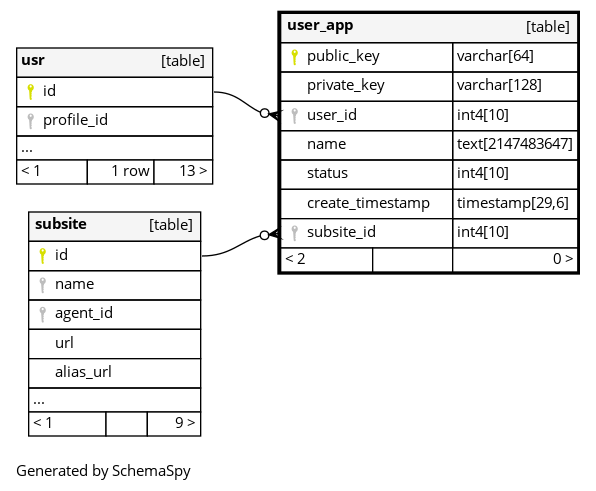 usr [table]
id
profile_id
...
< 1 1 row 13 >
subsite [table]
id
name
agent_id
url
alias_url
...
< 1 9 >
user_app [table]
public_key varchar[64]
private_key varchar[128]
user_id int4[10]
name text[2147483647]
status int4[10]
create_timestamp timestamp[29,6]
subsite_id int4[10]
< 2 0 >
Generated by SchemaSpy